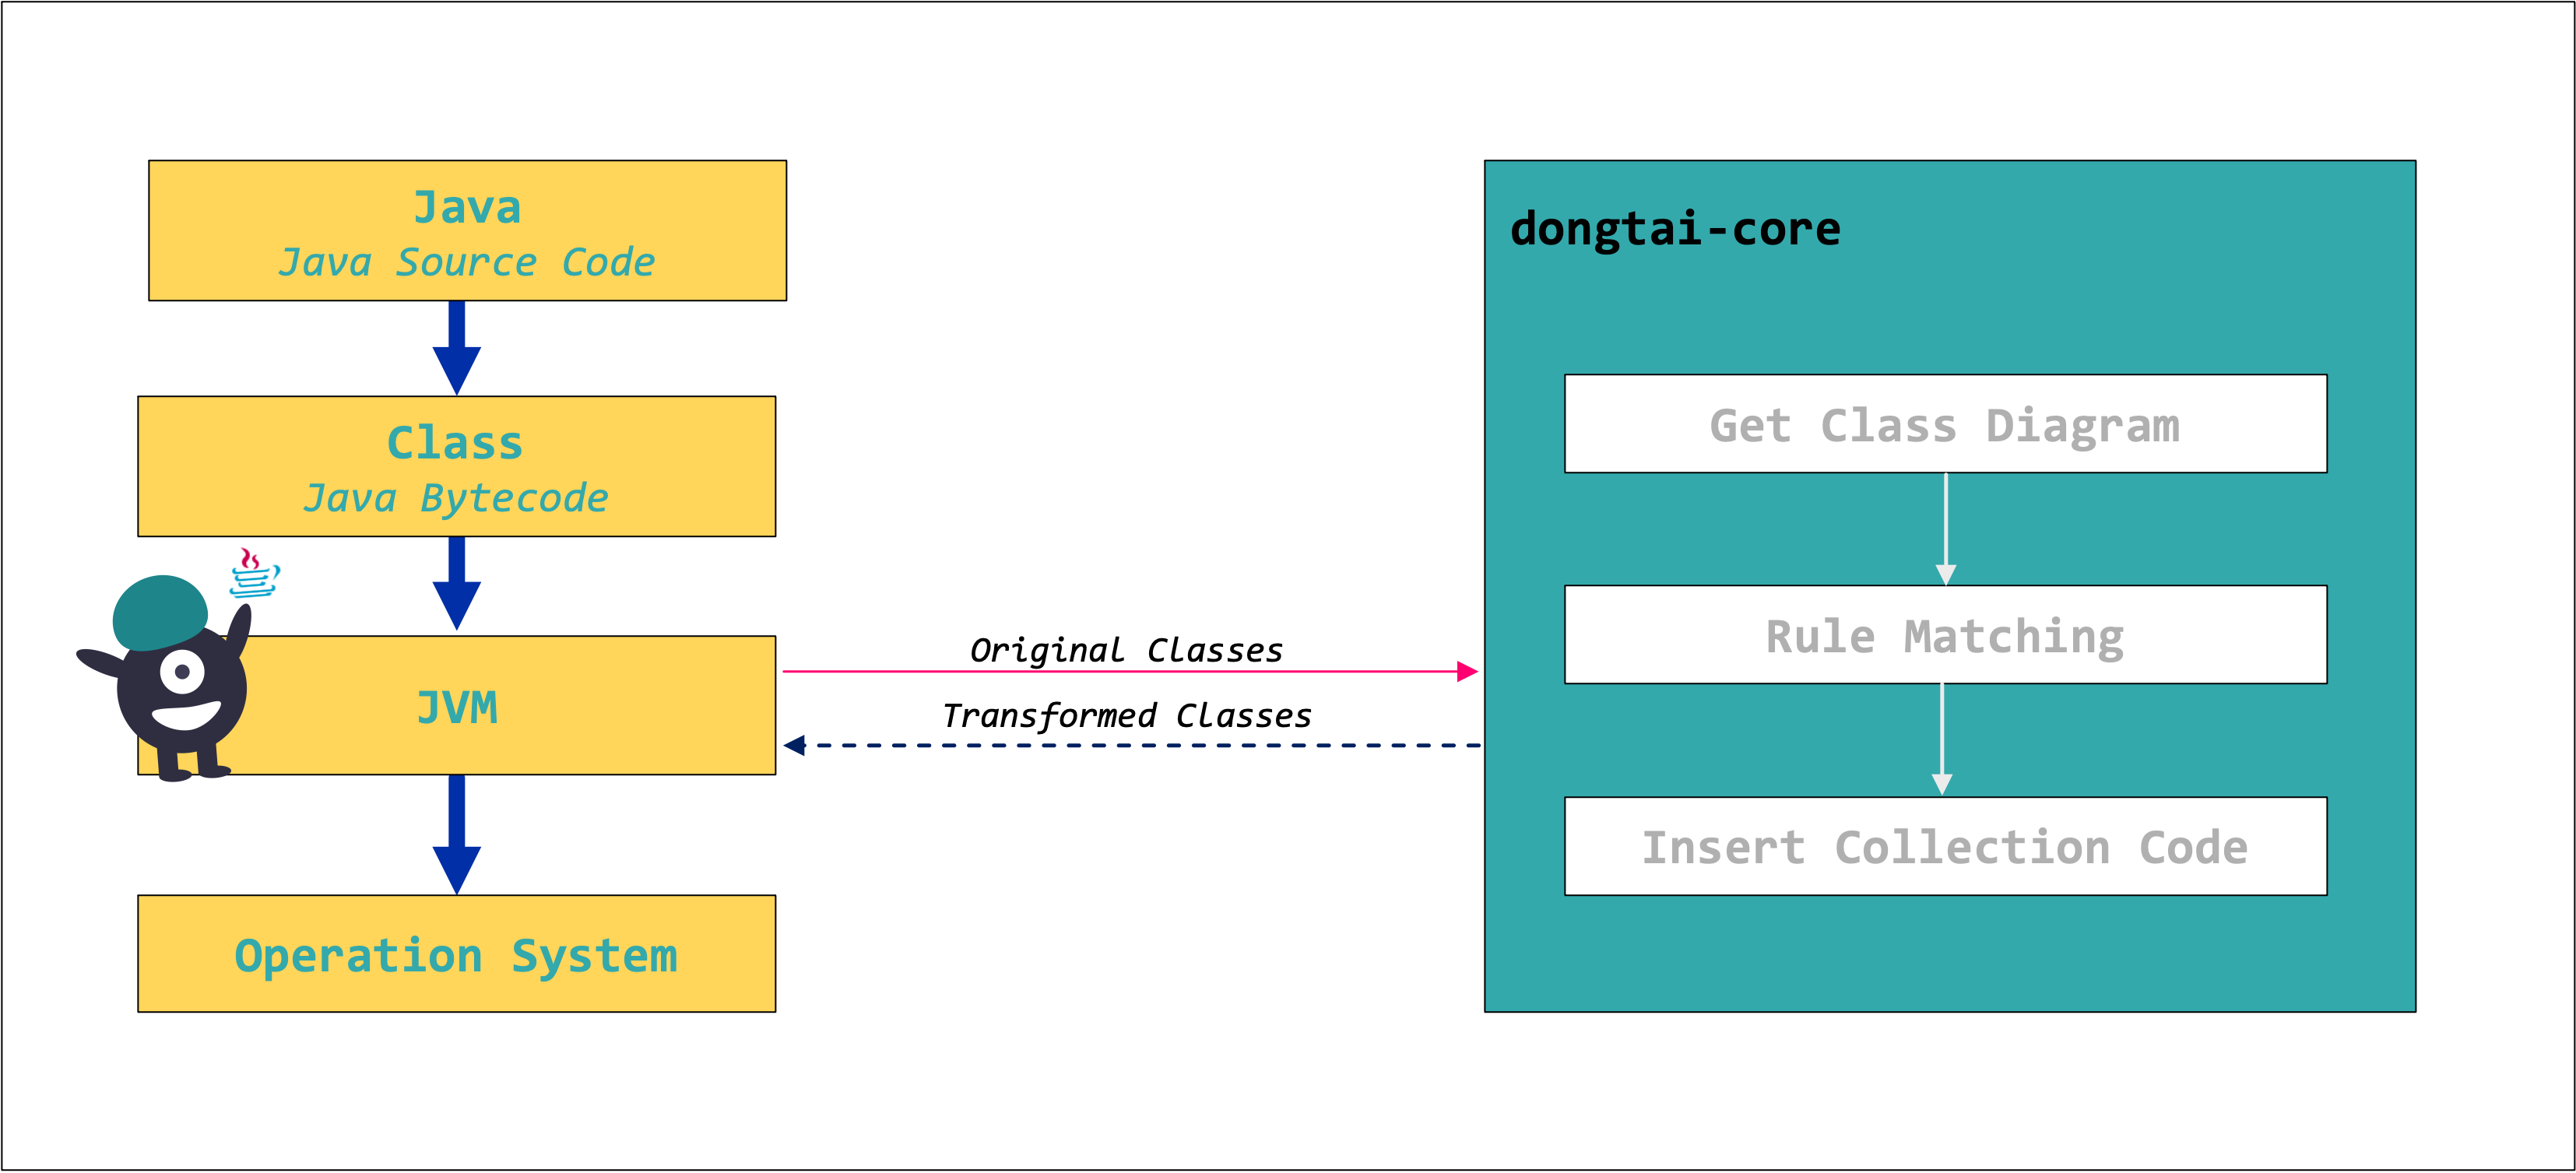 Java
Java Source Code
Class
Java Bytecode
JVM
Operation System
Original Classes
Transformed Classes
dongtai-core
Get Class Diagram
Rule Matching
Insert Collection Code